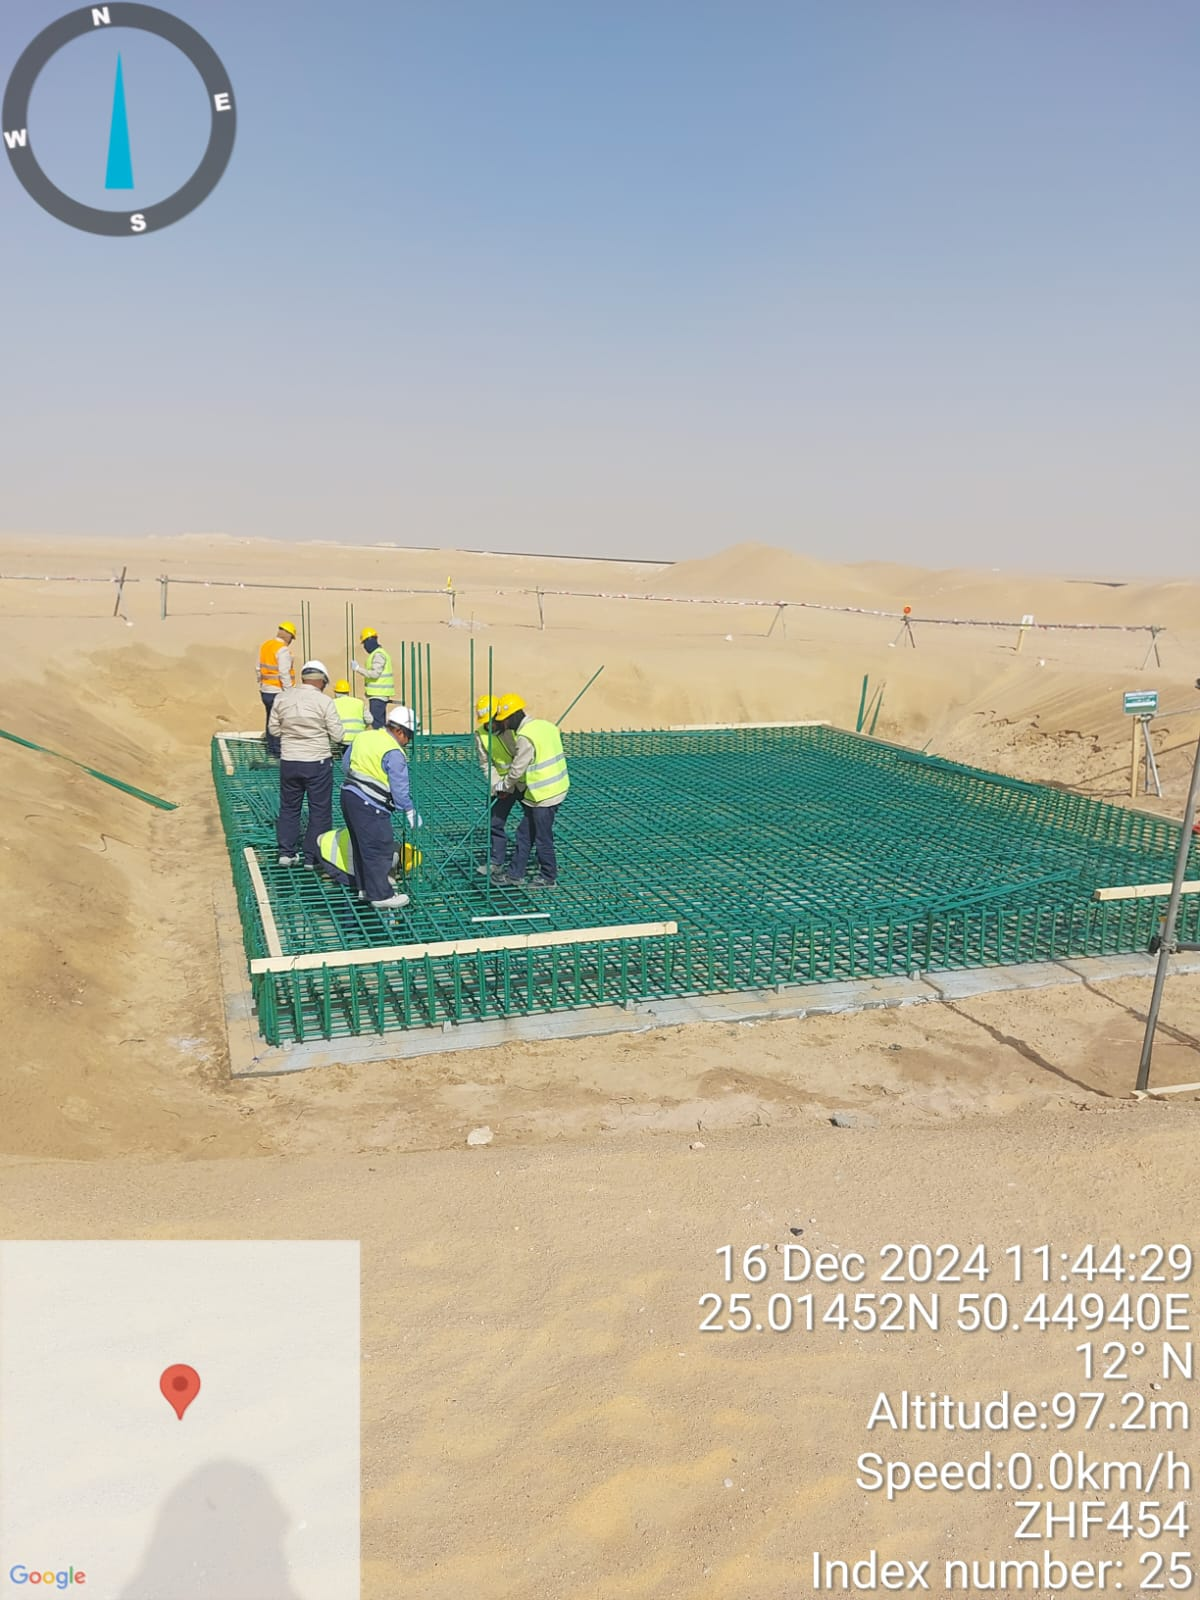 N
E
W
S
16 Dec 2024 11:44:29
25.01452N 50.44940E
12° N
Altitude:97.2m
Speed:0.0km/h
ZHF454
Index number: 25
Google